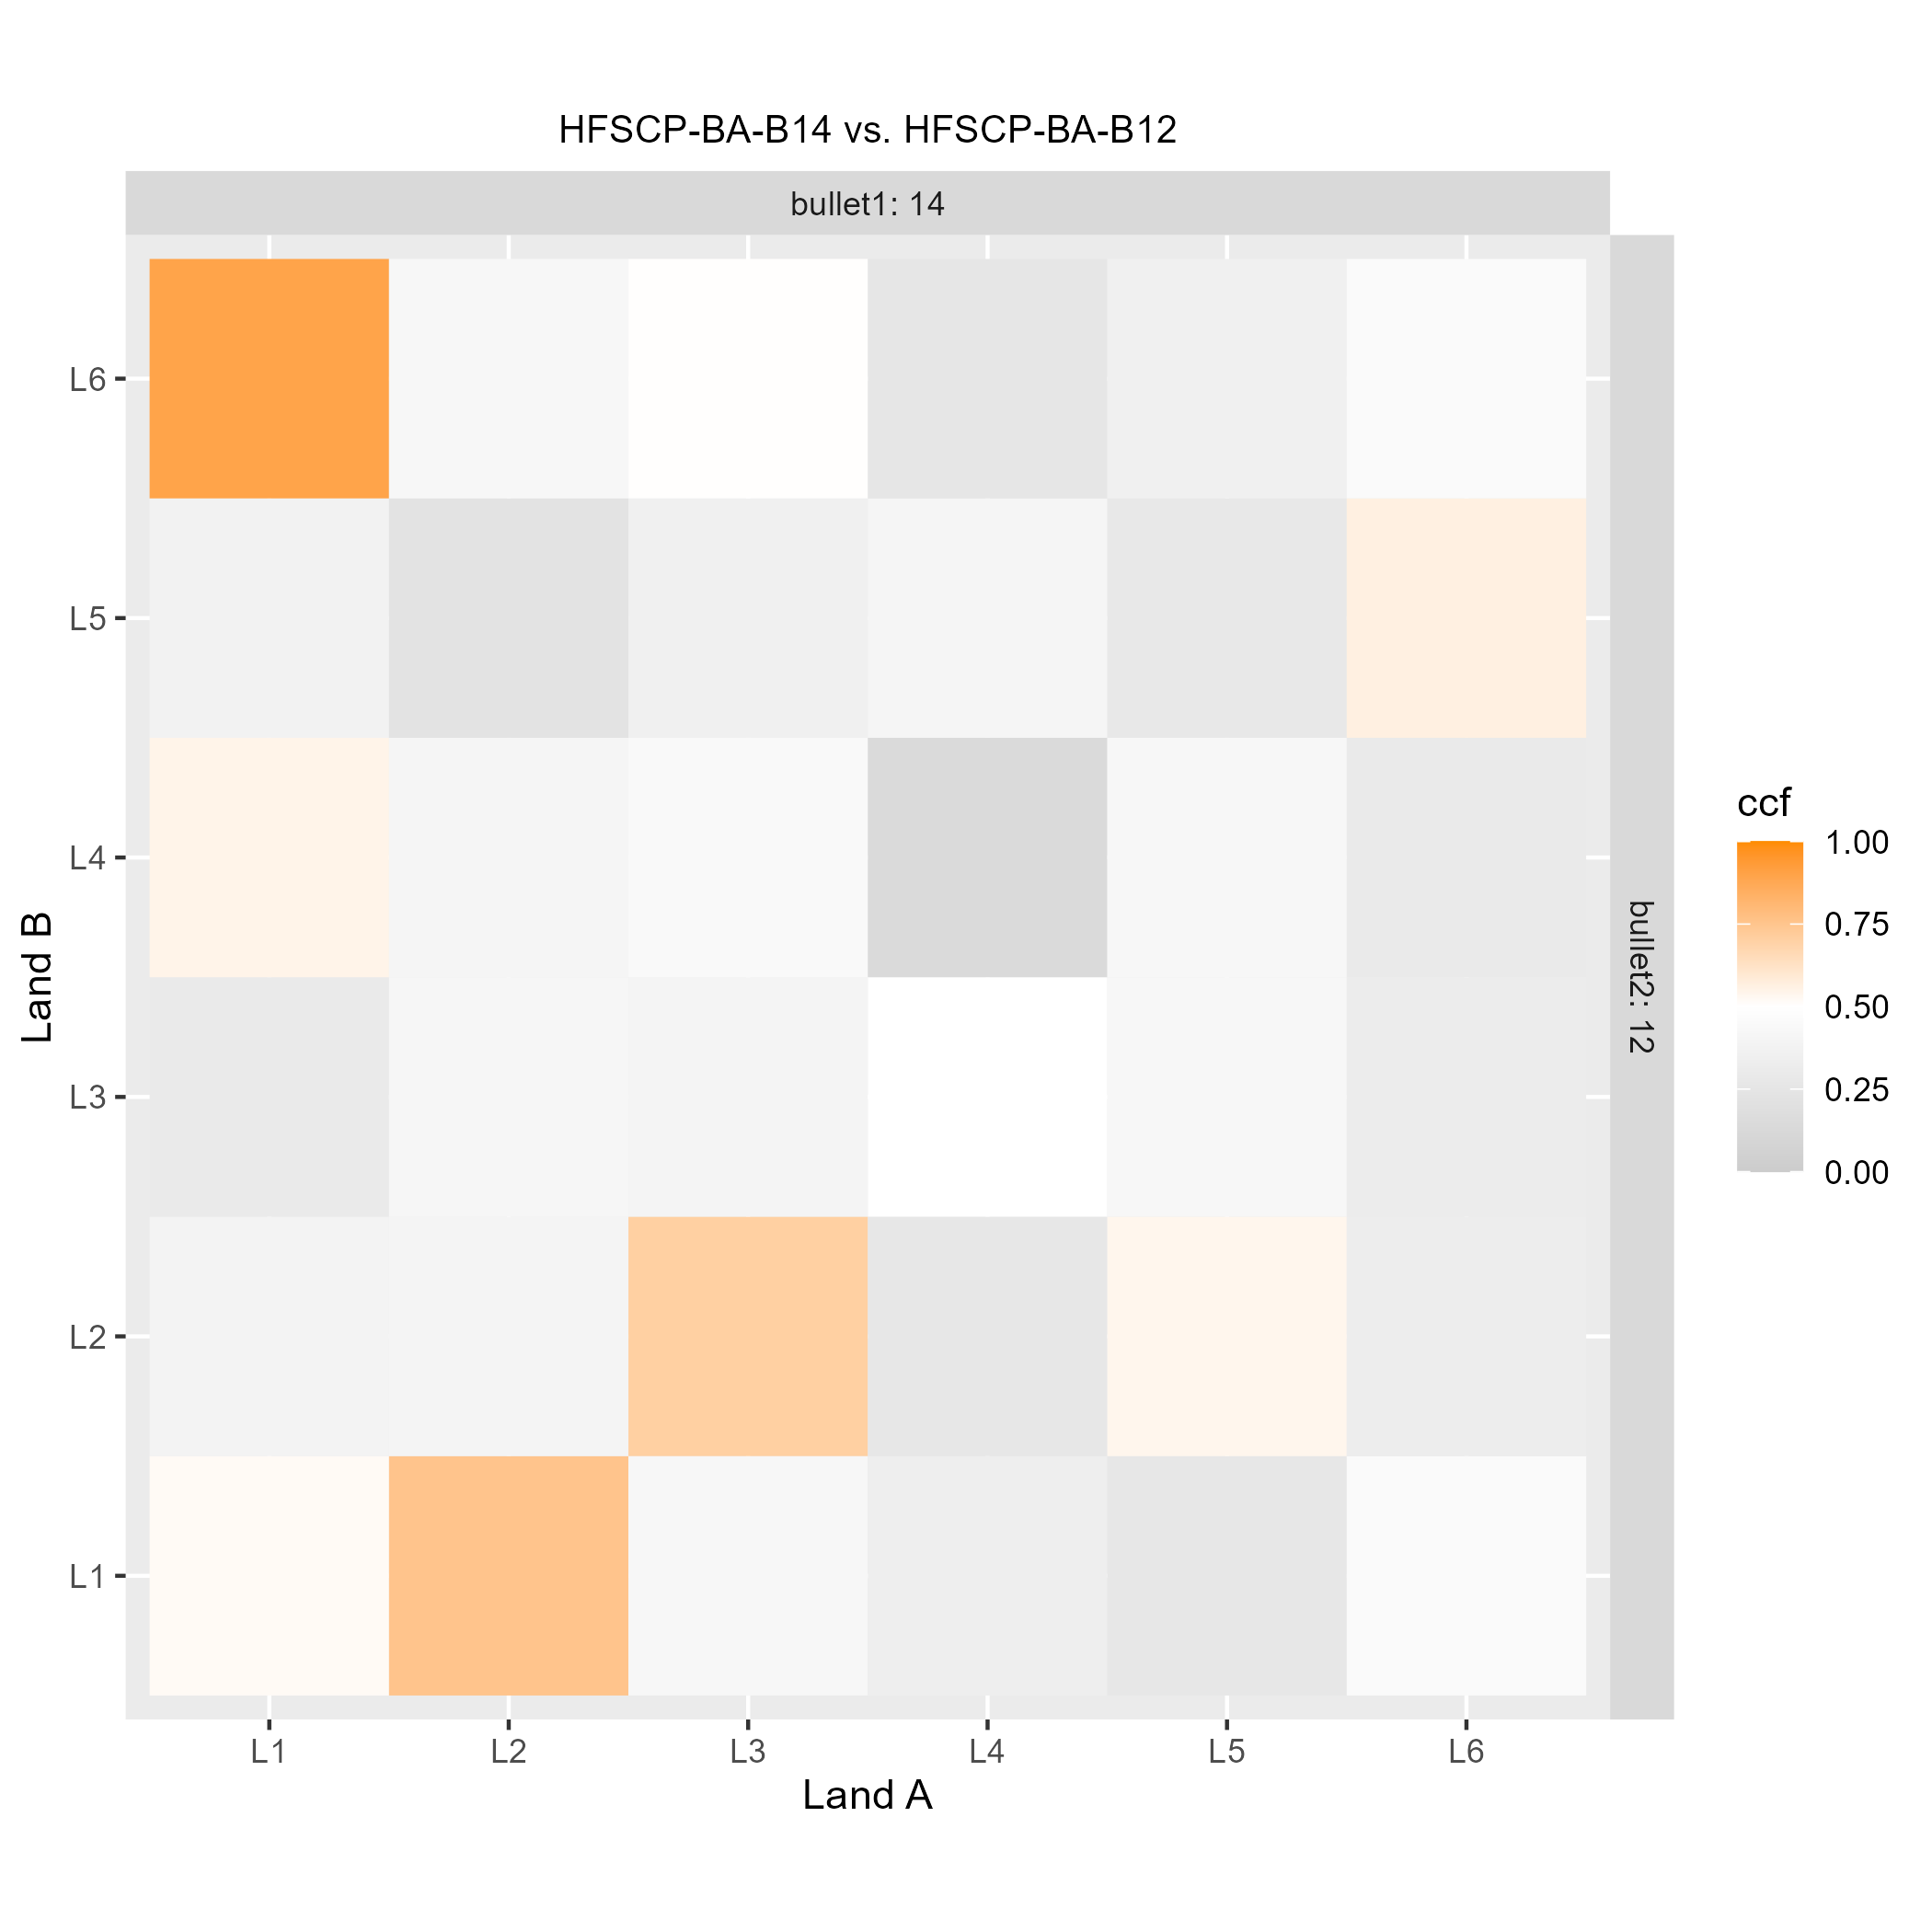 HFSCP-BA-B14 vs. HFSCP-BA-B12
bullet1: 14
L6
L5
L4
L3
L2
L1
Land B
bullet2: 12
ccf
1.00
0.75
0.50
0.25
0.00
L1 L2 L3 L4 L5 L6
Land A